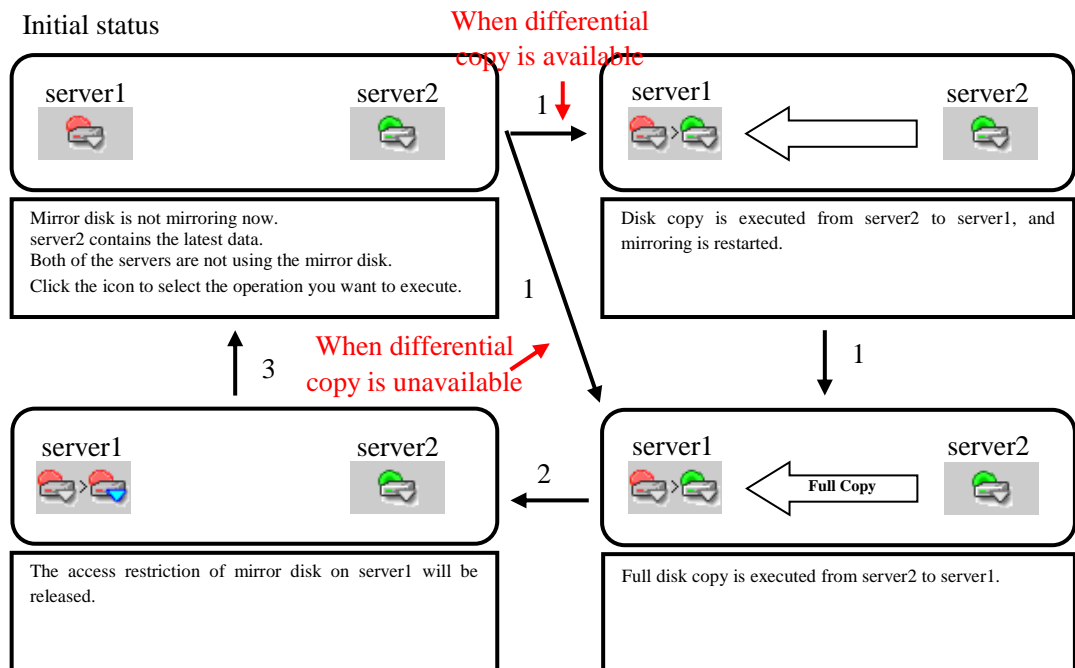 Initial status
When differential
copy is available
server1
server2
1
server1
server2
Mirror disk is not mirroring now.
server2 contains the latest data.
Both of the servers are not using the mirror disk.
Click the icon to select the operation you want to execute.
Disk copy is executed from server2 to server1, and
mirroring is restarted.
1
When differential
copy is unavailable
3
1
server1
server2
2
server1
server2
Full Copy
The access restriction of mirror disk on server1 will be
released.
Full disk copy is executed from server2 to server1.